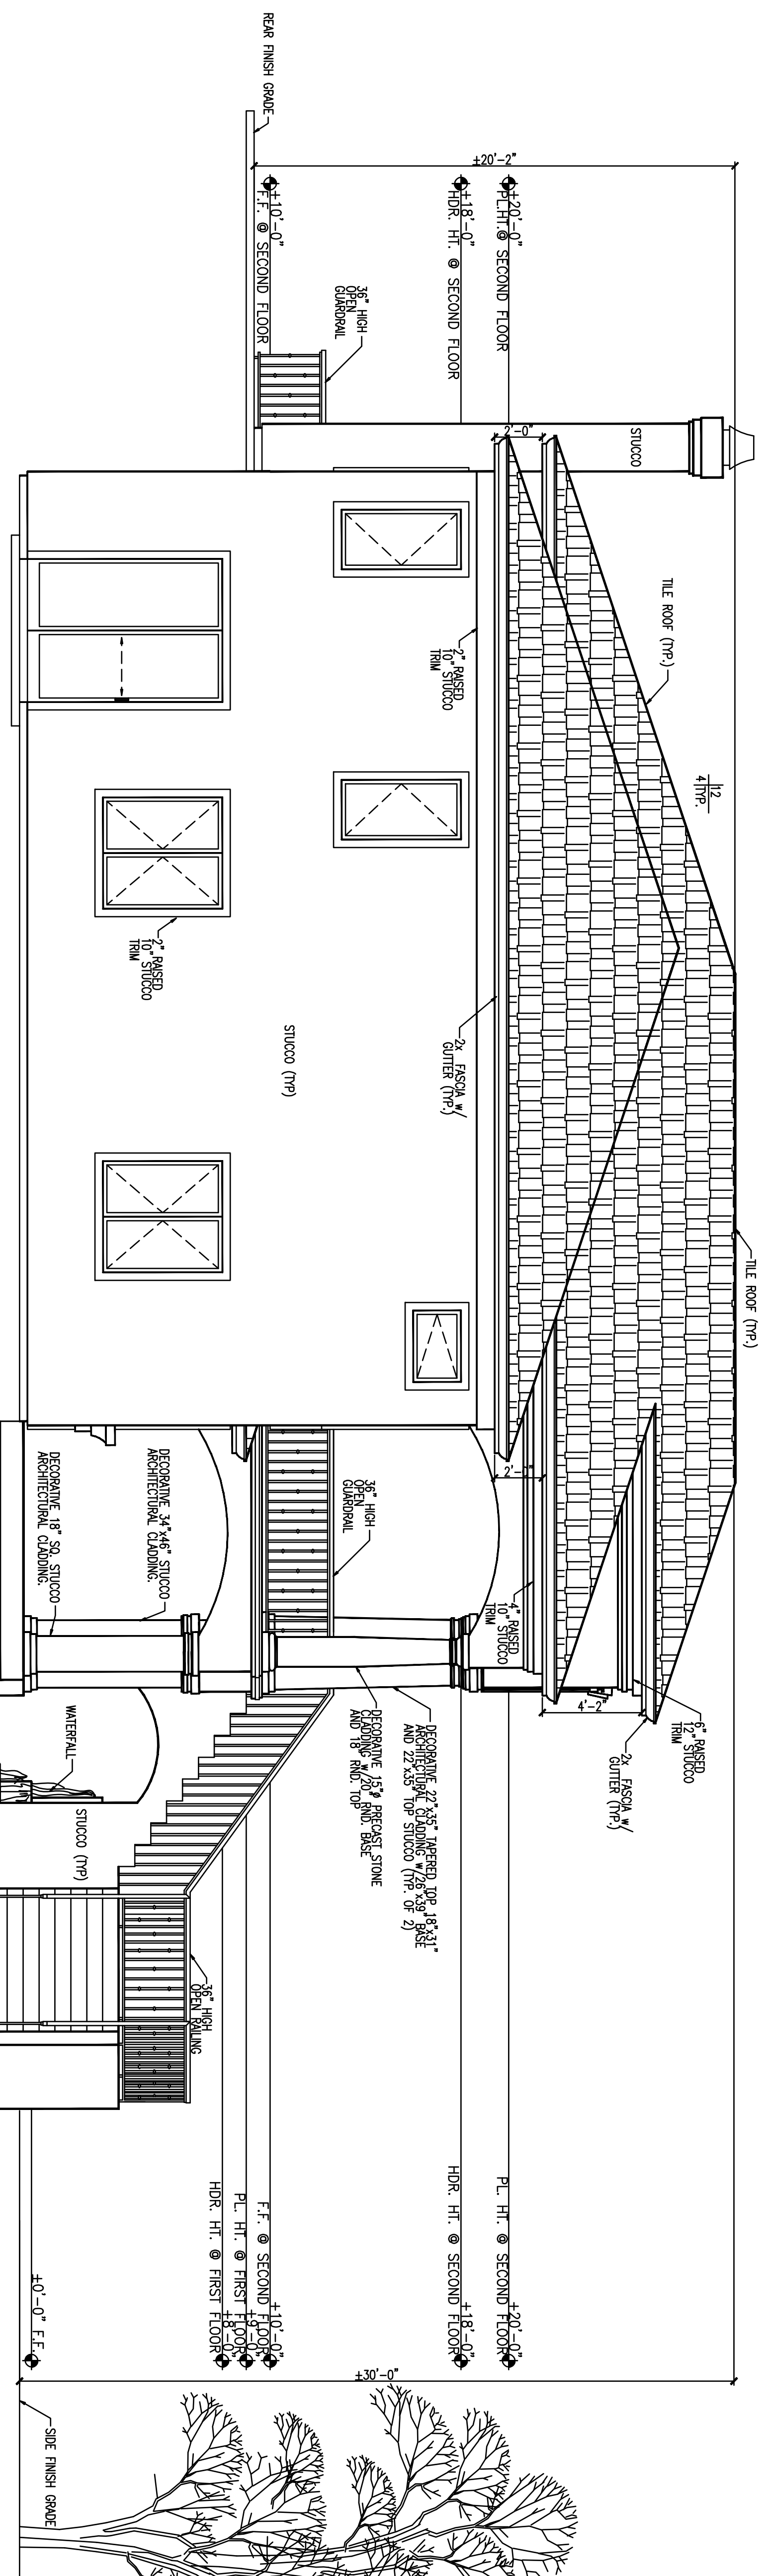 REAR FINISH GRADE
±20'-2"
+20'-0"
PL.HT.@ SECOND FLOOR
+18'-0"
HDR. HT. @ SECOND FLOOR
+10'-0"
F.F. @ SECOND FLOOR
36" HIGH
OPEN
GUARDRAIL
STUCCO
2'-0"
TILE ROOF (TYP.)
12
4 TYP.
2" RAISED
10" STUCCO
TRIM
2" RAISED
10" STUCCO
TRIM
2x FASCIA w/
GUTTER (TYP.)
STUCCO (TYP)
TILE ROOF (TYP.)
2'-0"
36" HIGH
OPEN
GUARDRAIL
DECORATIVE 34"x46" STUCCO
ARCHITECTURAL CLADDING.
DECORATIVE 18" SQ. STUCCO
ARCHITECTURAL CLADDING.
4" RAISED
10" STUCCO
TRIM
4'-2"
6" RAISED
12" STUCCO
TRIM
2x FASCIA w/
GUTTER (TYP.)
DECORATIVE 22"x35" TAPERED TOP 18"x31"
ARCHITECTURAL CLADDING w/26"x39" BASE
AND 22"x35" TOP STUCCO (TYP. OF 2)
DECORATIVE 15"Ø PRECAST STONE
CLADDING w/20" RND. BASE
AND 18" RND. TOP
WATERFALL
STUCCO (TYP)
36" HIGH
OPEN RAILING
+20'-0"
PL. HT. @ SECOND FLOOR
+18'-0"
HDR. HT. @ SECOND FLOOR
+10'-0"
F.F. @ SECOND FLOOR
+9'-0"
PL. HT. @ FIRST FLOOR
+8'-0"
HDR. HT. @ FIRST FLOOR
±0'-0" F.F.
±30'-0"
SIDE FINISH GRADE